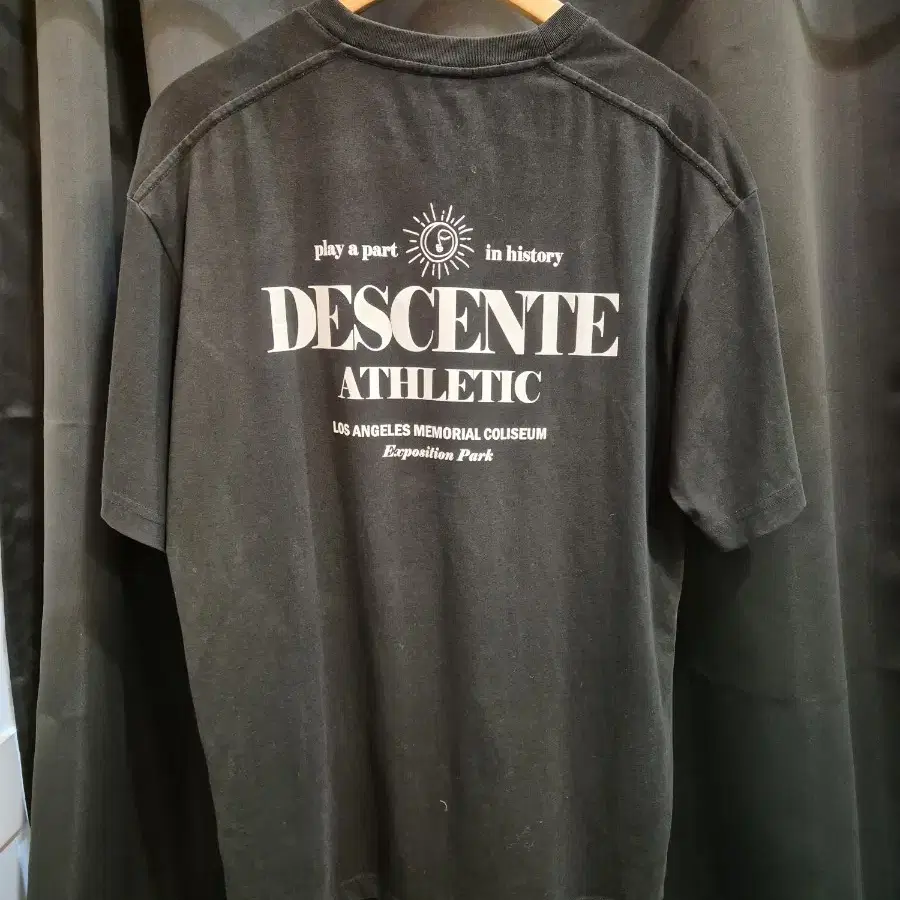 play a part in history
DESCENTE
ATHLETIC
LOS ANGELES MEMORIAL COLISEUM
Exposition Park